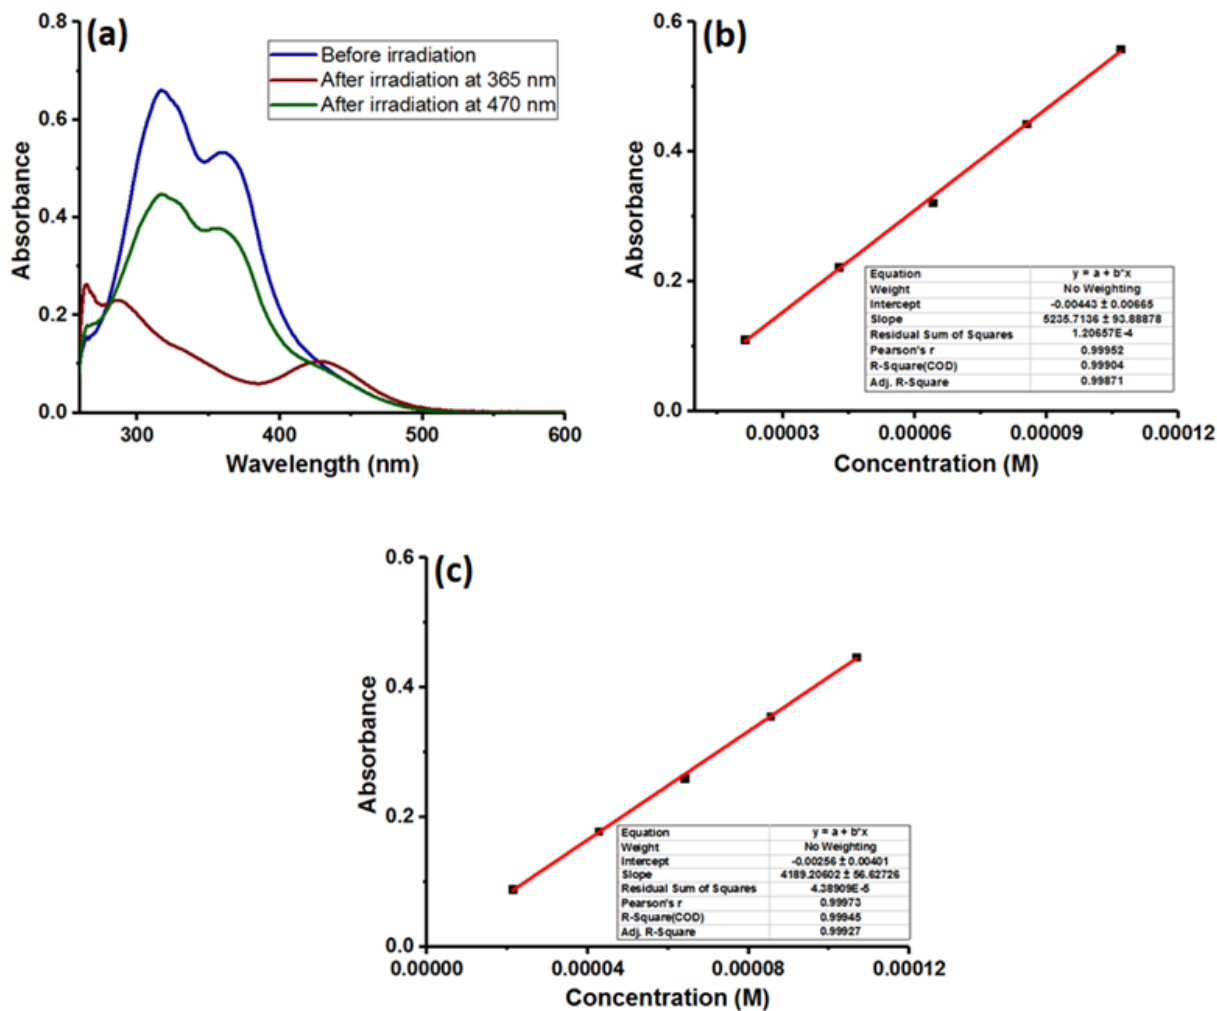 (a)
Before irradiation
After irradiation at 365 nm
After irradiation at 470 nm
0.8
0.6
0.4
0.2
0.0
Absorbance
300 400 500 600
Wavelength (nm)
(b)
0.6
0.4
0.2
0.0
Absorbance
Equation y = a + b*x
Weight No Weighting
Intercept -0.00443 ± 0.00665
Slope 5235.7136 ± 93.88878
Residual Sum of Squares 1.20657E-4
Pearson's r 0.99952
R-Square(COD) 0.99904
Adj. R-Square 0.99871
0.00003 0.00006 0.00009 0.00012
Concentration (M)
(c)
0.6
0.4
0.2
0.0
Absorbance
Equation y = a + b*x
Weight No Weighting
Intercept -0.00256 ± 0.00401
Slope 4189.20602 ± 56.62726
Residual Sum of Squares 4.38909E-5
Pearson's r 0.99973
R-Square(COD) 0.99945
Adj. R-Square 0.99927
0.00000 0.00004 0.00008 0.00012
Concentration (M)